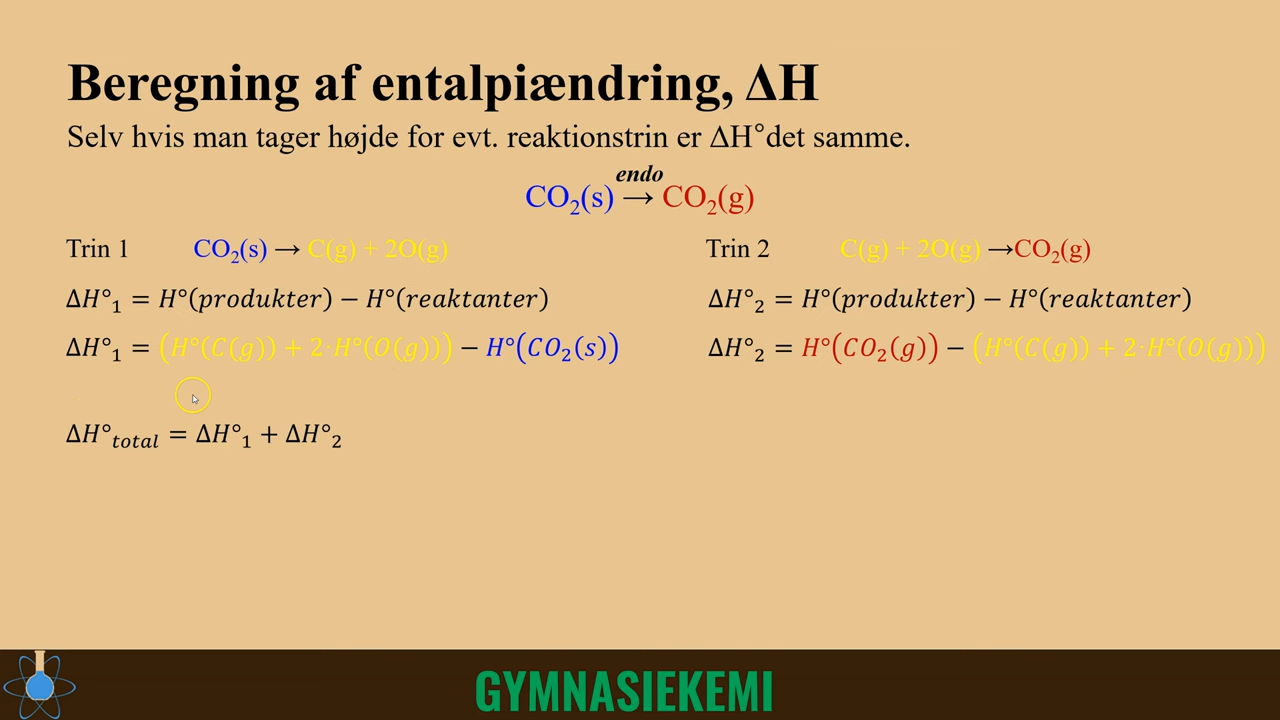 Beregning af entalpiændring, ΔH
Selv hvis man tager højde for evt. reaktionstrin er ΔH°det samme.
endo
CO₂(s) → CO₂(g)
Trin 1 CO₂(s) → C(g) + 2O(g)
ΔH°₁ = H°(produkter) − H°(reaktanter)
ΔH°₁ = (H°(C(g)) + 2·H°(O(g))) − H°(CO₂(s))
Trin 2 C(g) + 2O(g) →CO₂(g)
ΔH°₂ = H°(produkter) − H°(reaktanter)
ΔH°₂ = H°(CO₂(g)) − (H°(C(g)) + 2·H°(O(g)))
ΔH°total = ΔH°₁ + ΔH°₂
GYMNASIEKEMI